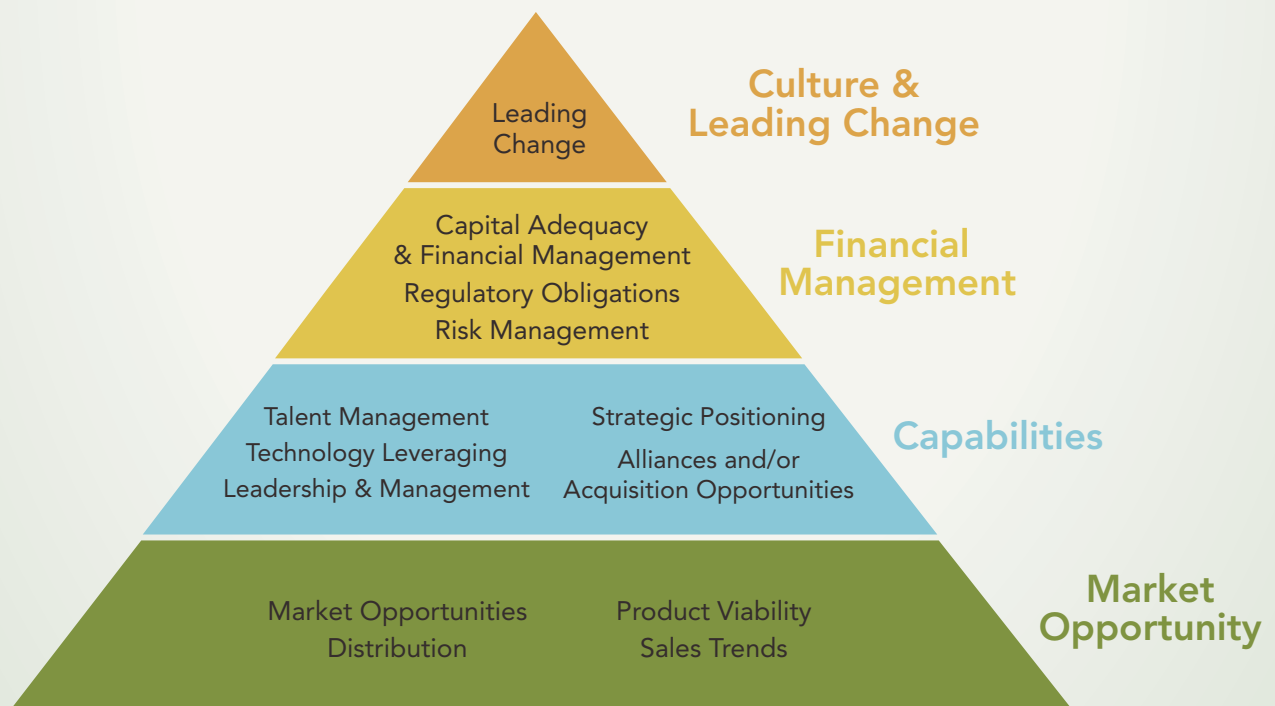 Leading
Change
Culture &
Leading Change
Capital Adequacy
& Financial Management
Regulatory Obligations
Risk Management
Financial
Management
Talent Management
Technology Leveraging
Leadership & Management
Strategic Positioning
Alliances and/or
Acquisition Opportunities
Capabilities
Market Opportunities
Distribution
Product Viability
Sales Trends
Market
Opportunity